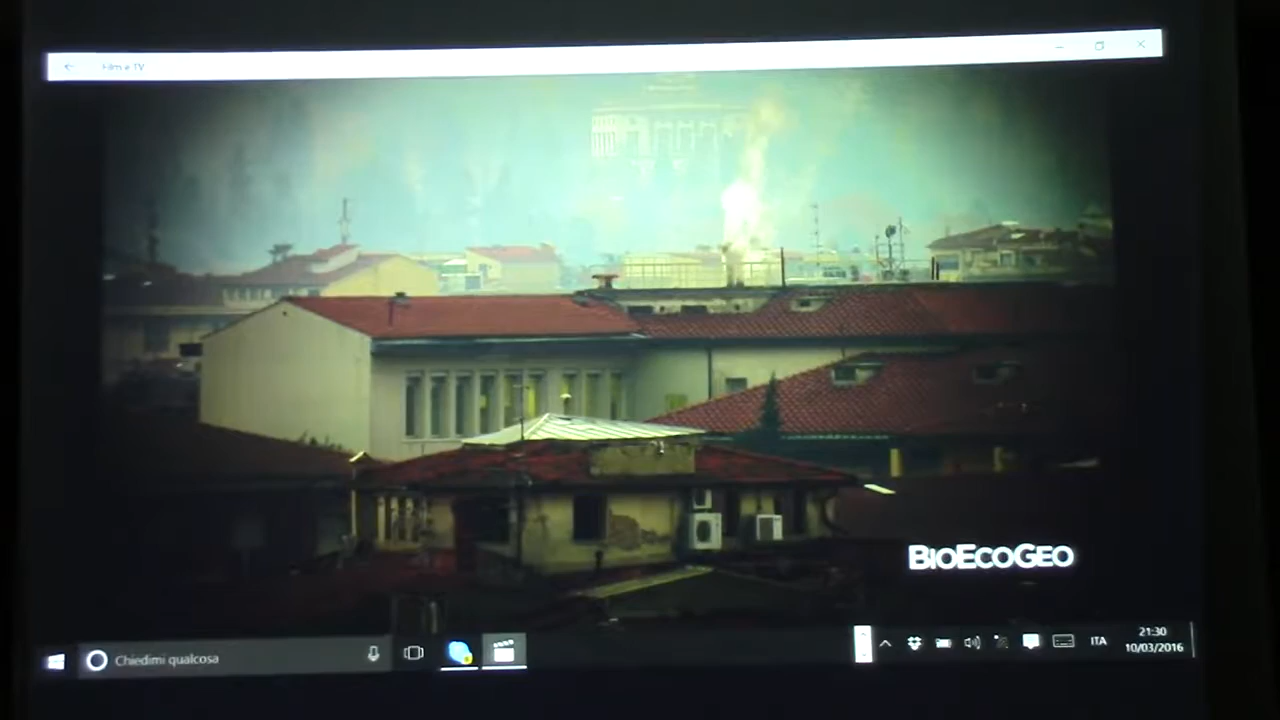 Film e TV
BIOECOGEO
Chiedimi qualcosa
ITA
21:30
10/03/2016